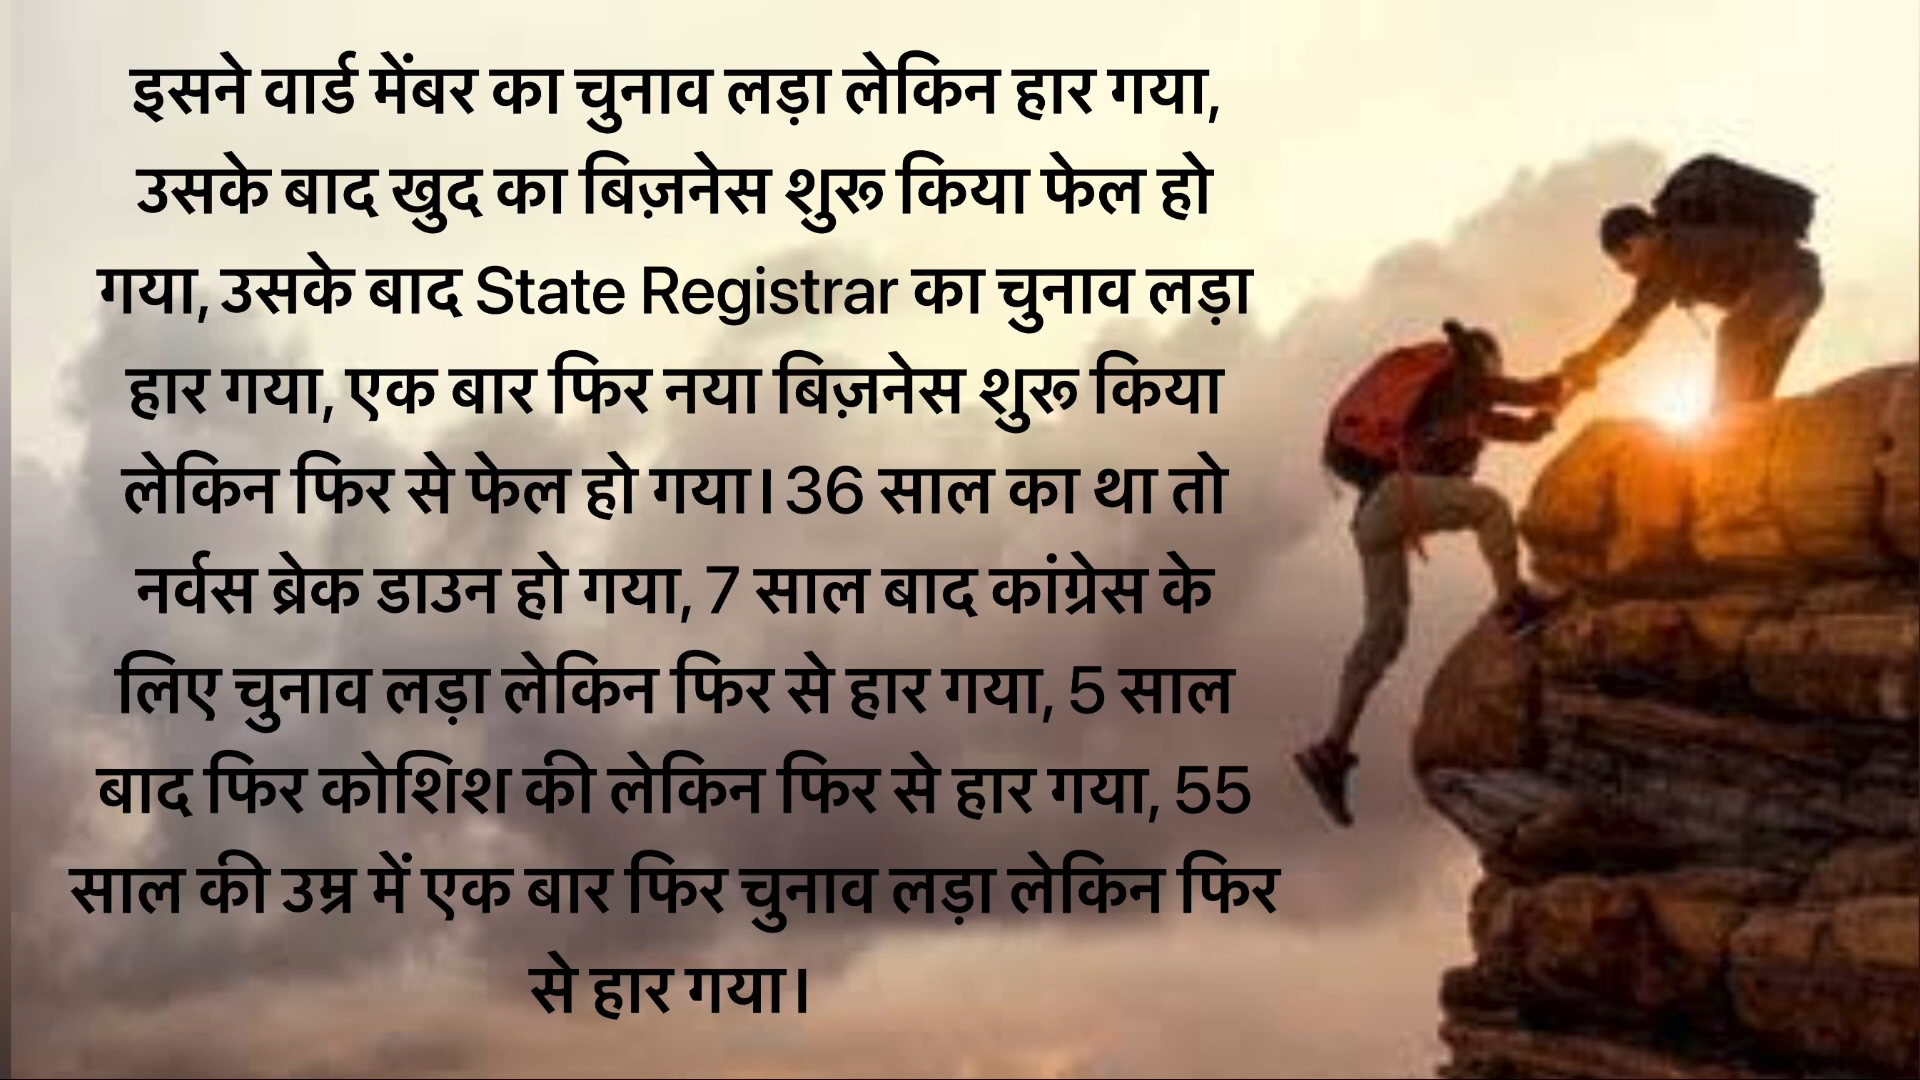 इसने वार्ड मेंबर का चुनाव लड़ा लेकिन हार गया,
उसके बाद खुद का बिज़नेस शुरू किया फेल हो
गया, उसके बाद State Registrar का चुनाव लड़ा
हार गया, एक बार फिर नया बिज़नेस शुरू किया
लेकिन फिर से फेल हो गया। 36 साल का था तो
नर्वस ब्रेक डाउन हो गया, 7 साल बाद कांग्रेस के
लिए चुनाव लड़ा लेकिन फिर से हार गया, 5 साल
बाद फिर कोशिश की लेकिन फिर से हार गया, 55
साल की उम्र में एक बार फिर चुनाव लड़ा लेकिन फिर
से हार गया।